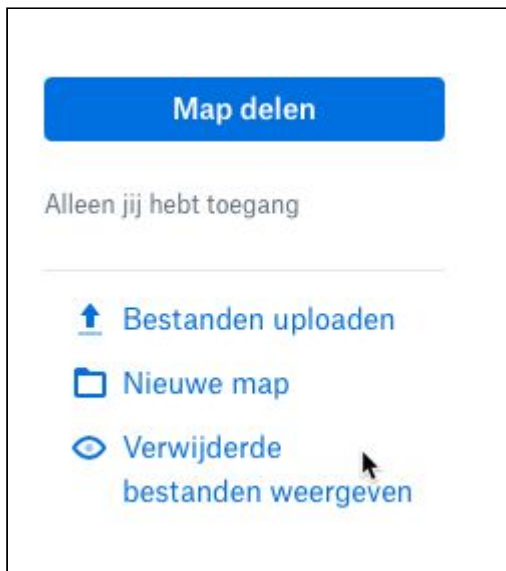 Map delen
Alleen jij hebt toegang
Bestanden uploaden
Nieuwe map
Verwijderde
bestanden weergeven